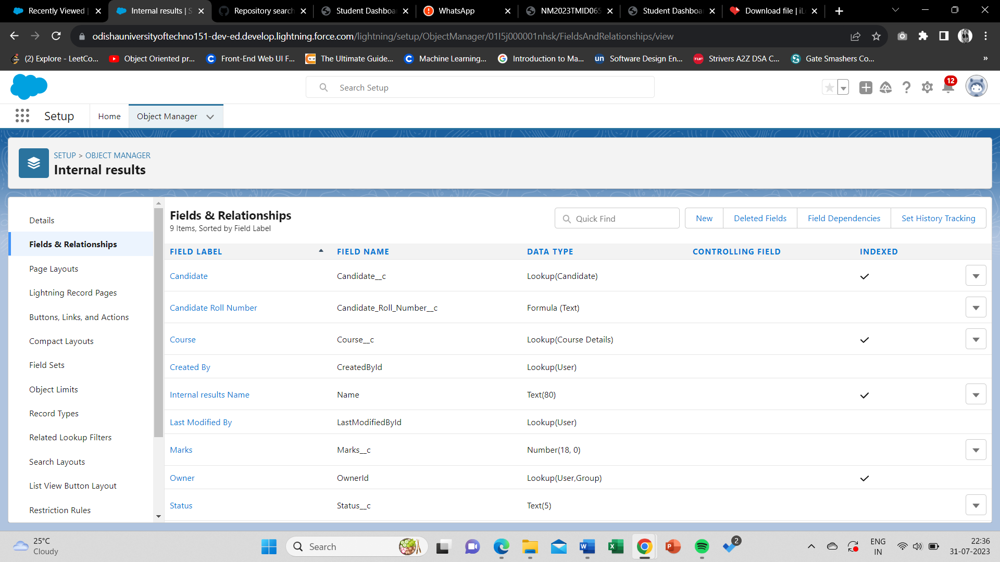 Recently Viewed |
Internal results | S
Repository search
Student Dashboa
WhatsApp
NM2023TMID065
Student Dashboa
Download file | iL
odishauniversityoftechno151-dev-ed.develop.lightning.force.com/lightning/setup/ObjectManager/01I5j000001nhsk/FieldsAndRelationships/view
(2) Explore - LeetCo...
Object Oriented pr...
Front-End Web UI F...
The Ultimate Guide...
Machine Learning...
Introduction to Ma...
un
Software Design En...
TUF
Strivers A2Z DSA C...
Gate Smashers Co...
»
Search Setup
12
Setup
Home
Object Manager
SETUP > OBJECT MANAGER
Internal results
Details
Fields & Relationships
Page Layouts
Lightning Record Pages
Buttons, Links, and Actions
Compact Layouts
Field Sets
Object Limits
Record Types
Related Lookup Filters
Search Layouts
List View Button Layout
Restriction Rules
Fields & Relationships
9 Items, Sorted by Field Label
Quick Find
New
Deleted Fields
Field Dependencies
Set History Tracking
FIELD LABEL FIELD NAME DATA TYPE CONTROLLING FIELD INDEXED
Candidate Candidate__c Lookup(Candidate)
Candidate Roll Number Candidate_Roll_Number__c Formula (Text)
Course Course__c Lookup(Course Details)
Created By CreatedById Lookup(User)
Internal results Name Name Text(80)
Last Modified By LastModifiedById Lookup(User)
Marks Marks__c Number(18, 0)
Owner OwnerId Lookup(User,Group)
Status Status__c Text(5)
25°C
Cloudy
Search
2
ENG
IN
22:36
31-07-2023